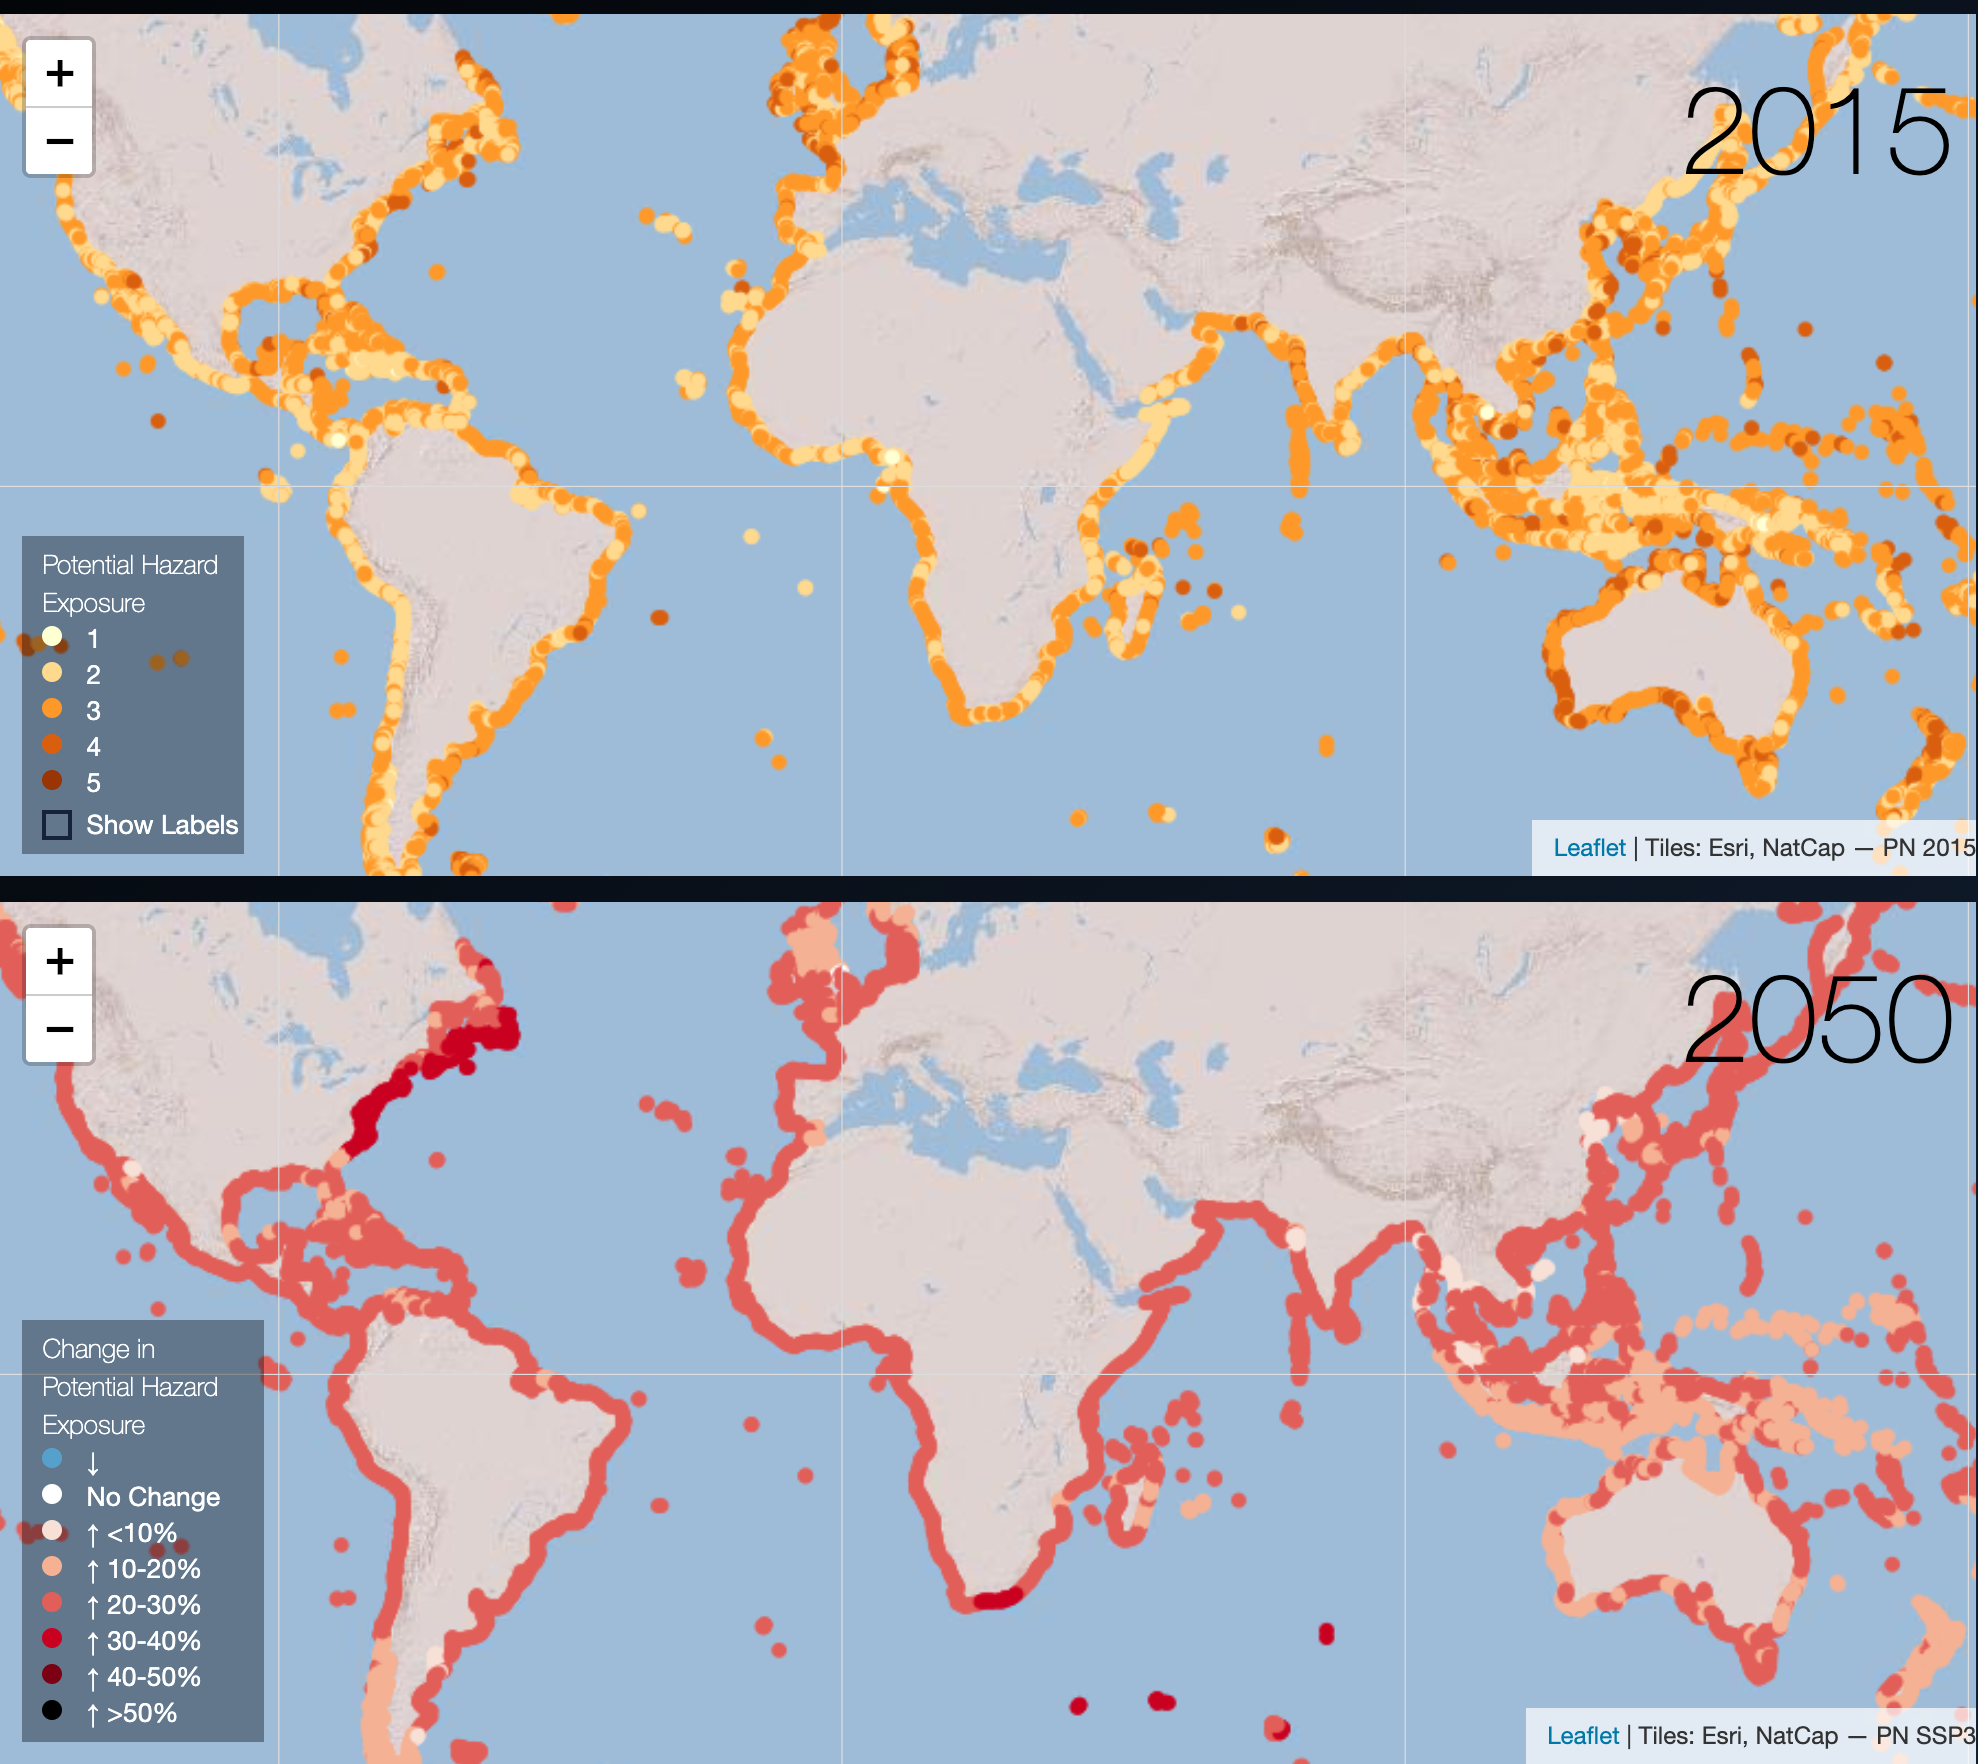 +
−
2015
Potential Hazard
Exposure
1
2
3
4
5
Show Labels
Leaflet | Tiles: Esri, NatCap — PN 2015
+
−
2050
Change in
Potential Hazard
Exposure
↓
No Change
↑ <10%
↑ 10-20%
↑ 20-30%
↑ 30-40%
↑ 40-50%
↑ >50%
Leaflet | Tiles: Esri, NatCap — PN SSP3